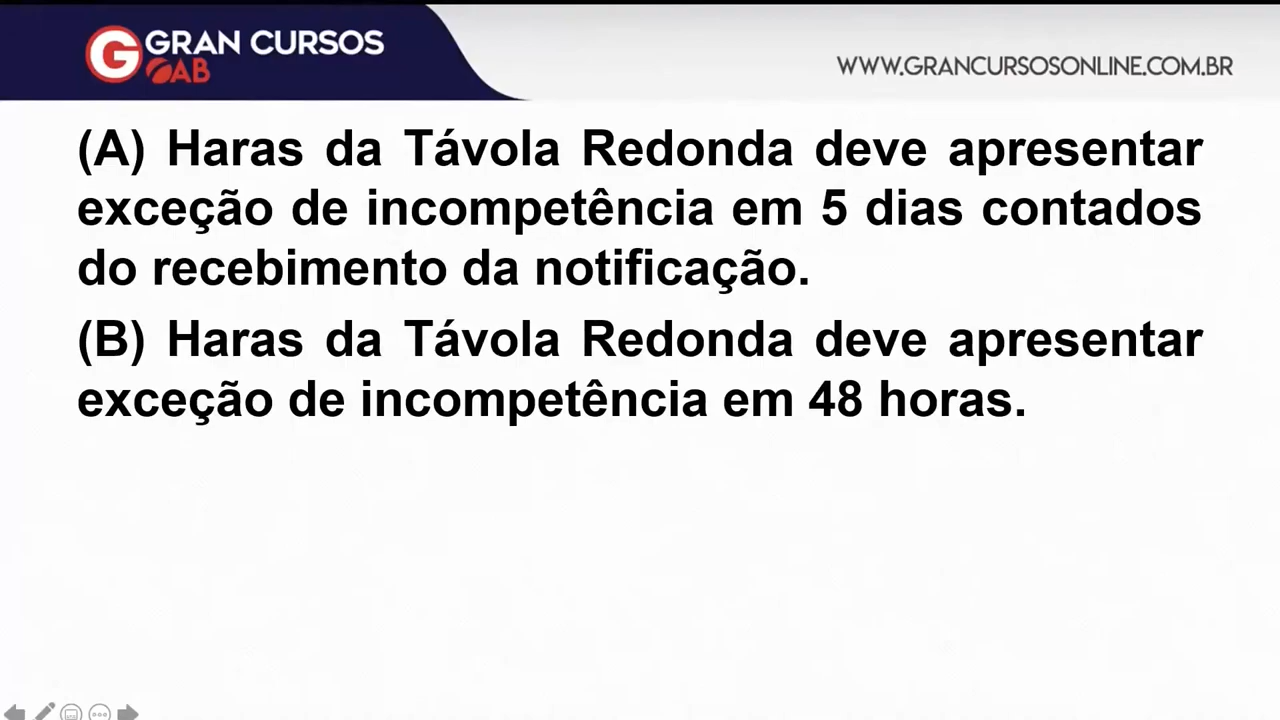 GRAN CURSOS
OAB
WWW.GRANCURSOSONLINE.COM.BR
(A) Haras da Távola Redonda deve apresentar
exceção de incompetência em 5 dias contados
do recebimento da notificação.
(B) Haras da Távola Redonda deve apresentar
exceção de incompetência em 48 horas.